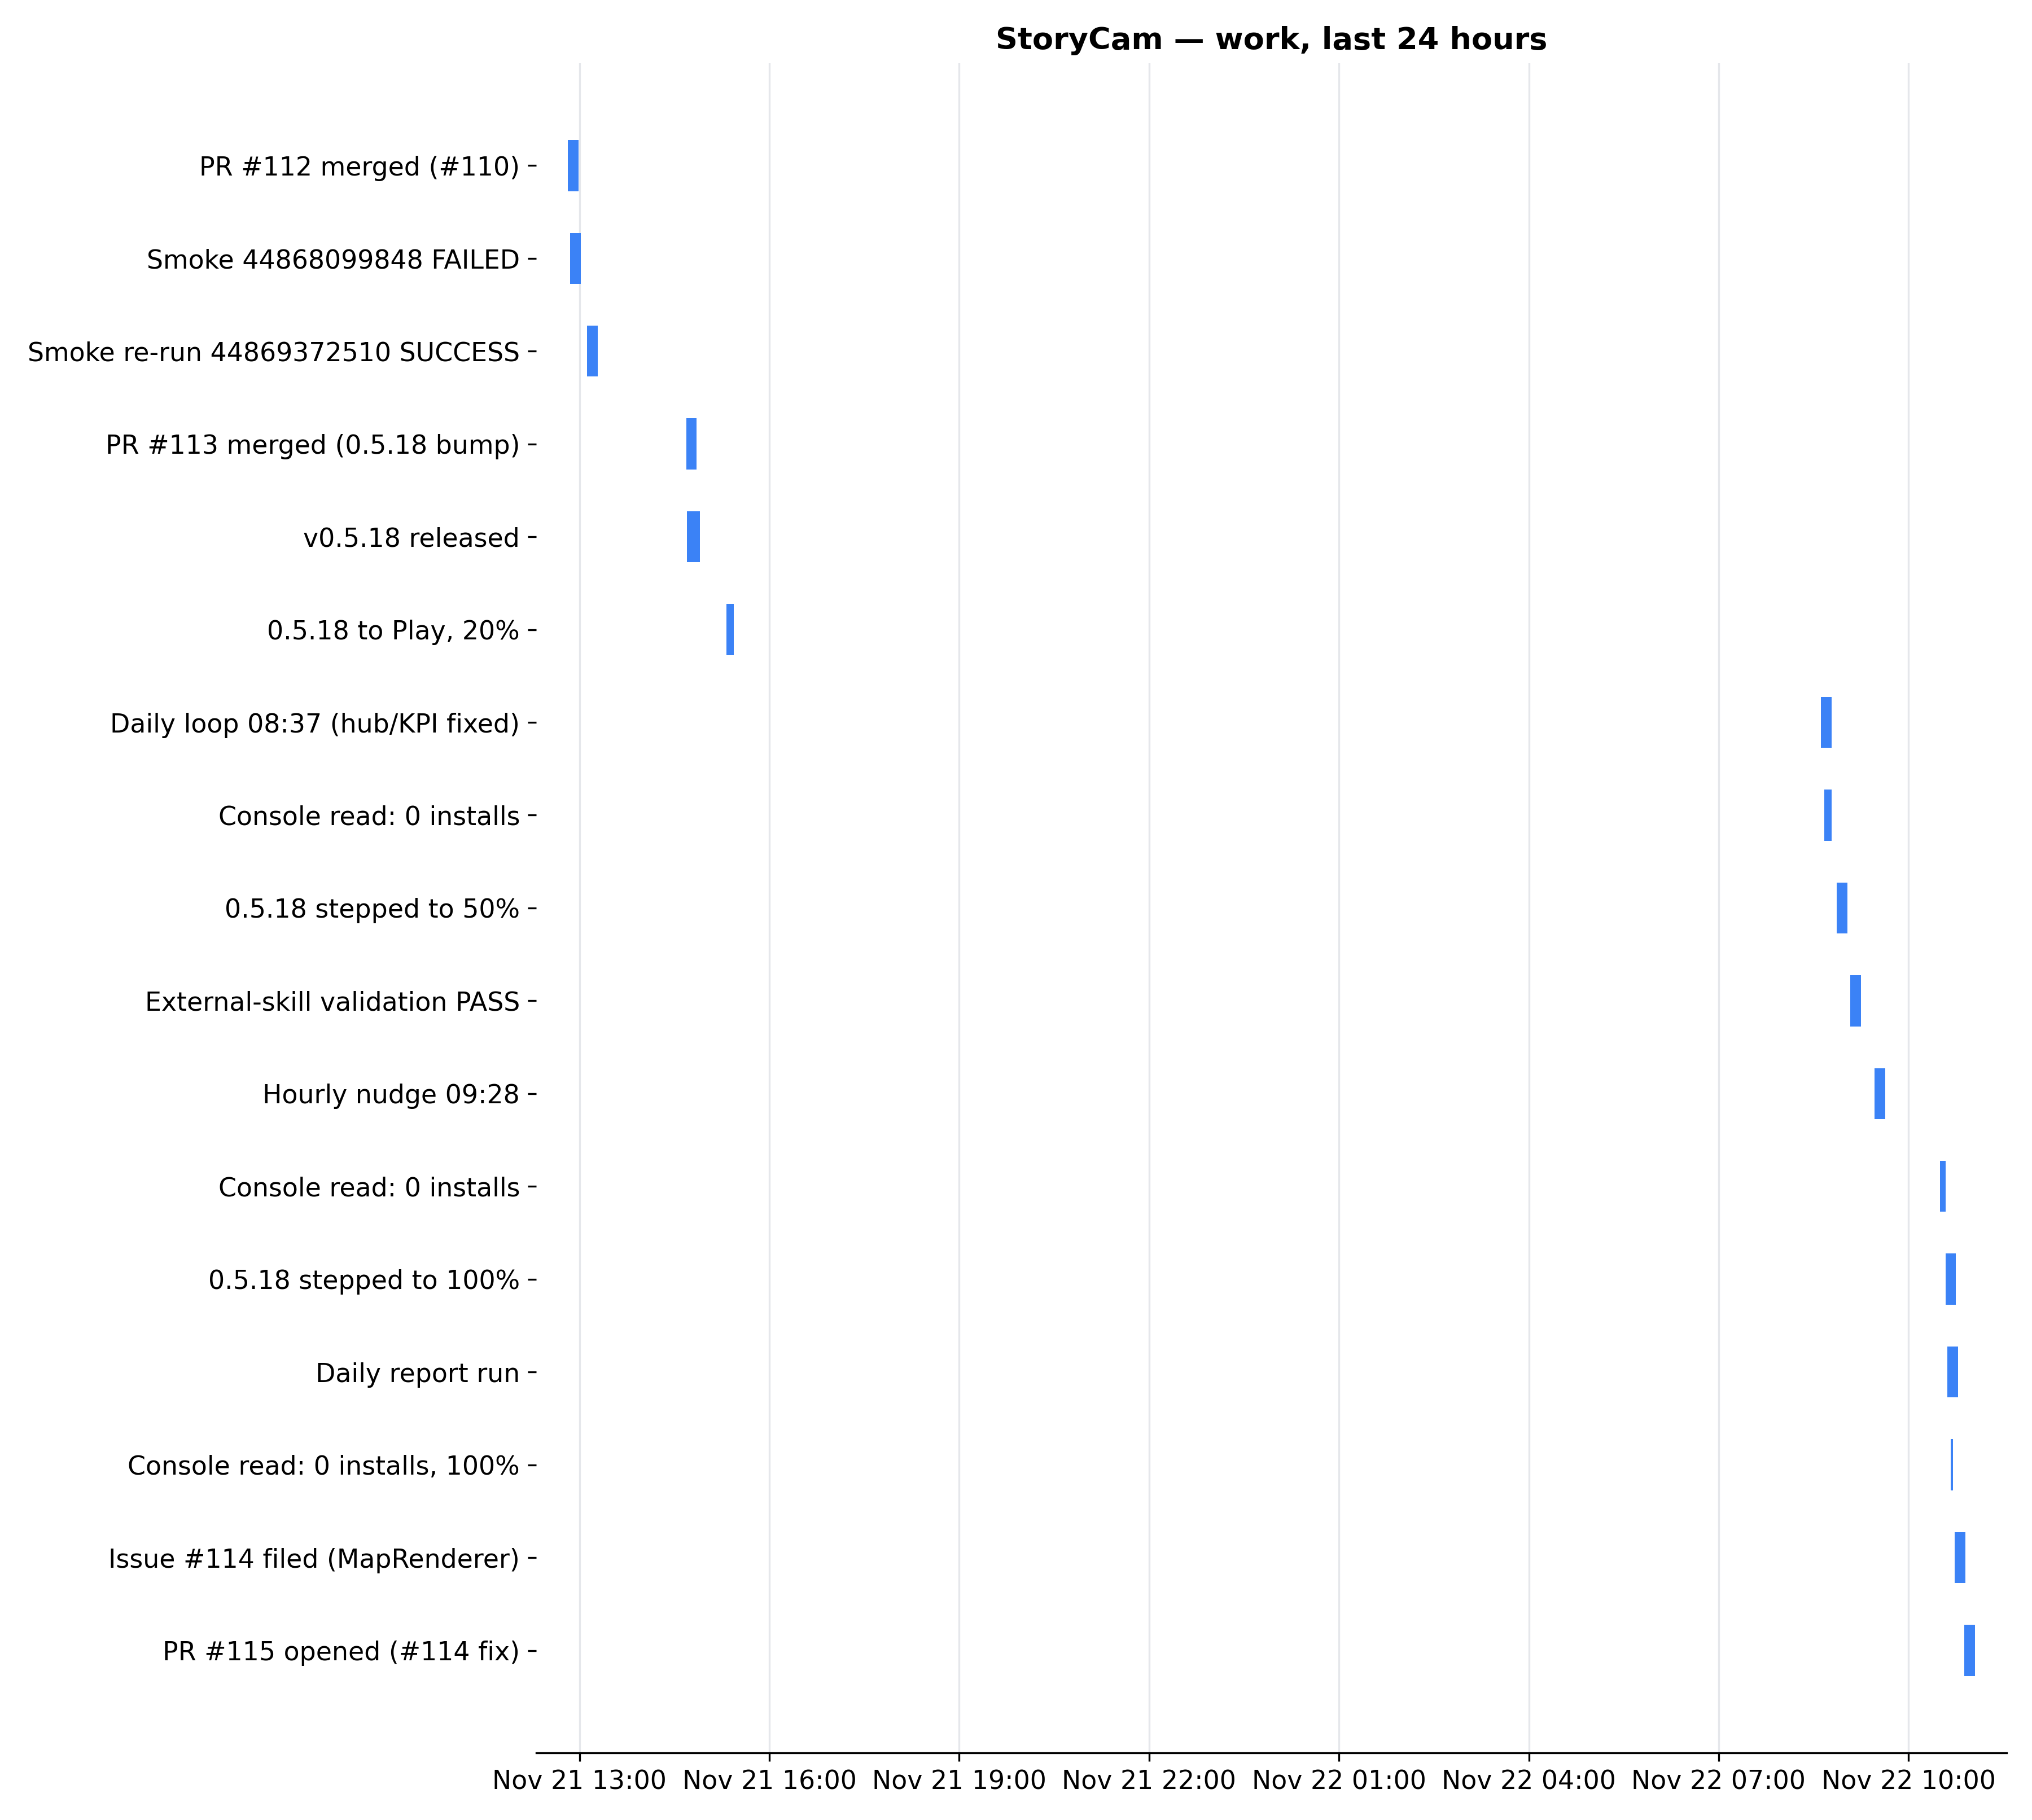 StoryCam — work, last 24 hours
PR #112 merged (#110)
Smoke 44868099848 FAILED
Smoke re-run 44869372510 SUCCESS
PR #113 merged (0.5.18 bump)
v0.5.18 released
0.5.18 to Play, 20%
Daily loop 08:37 (hub/KPI fixed)
Console read: 0 installs
0.5.18 stepped to 50%
External-skill validation PASS
Hourly nudge 09:28
Console read: 0 installs
0.5.18 stepped to 100%
Daily report run
Console read: 0 installs, 100%
Issue #114 filed (MapRenderer)
PR #115 opened (#114 fix)
Nov 21 13:00 Nov 21 16:00 Nov 21 19:00 Nov 21 22:00 Nov 22 01:00 Nov 22 04:00 Nov 22 07:00 Nov 22 10:00